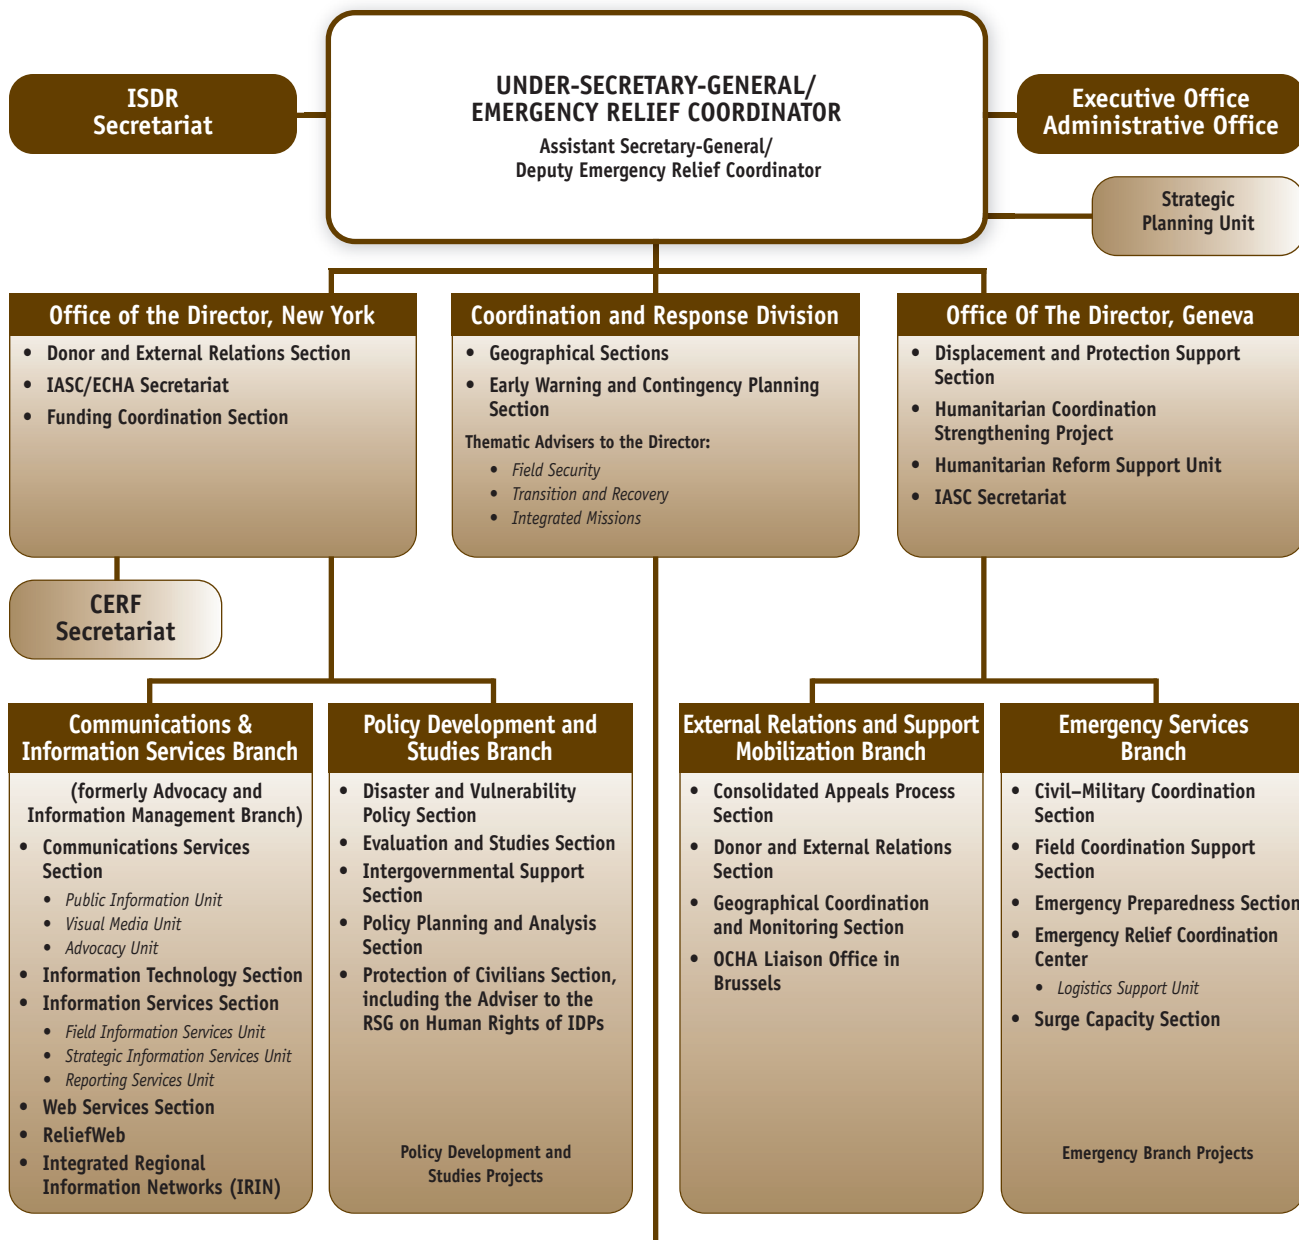 ISDR
Secretariat
UNDER-SECRETARY-GENERAL/
EMERGENCY RELIEF COORDINATOR
Assistant Secretary-General/
Deputy Emergency Relief Coordinator
Executive Office
Administrative Office
Strategic
Planning Unit
Office of the Director, New York
• Donor and External Relations Section
• IASC/ECHA Secretariat
• Funding Coordination Section
Coordination and Response Division
• Geographical Sections
• Early Warning and Contingency Planning
Section
Thematic Advisers to the Director:
• Field Security
• Transition and Recovery
• Integrated Missions
Office Of The Director, Geneva
• Displacement and Protection Support
Section
• Humanitarian Coordination
Strengthening Project
• Humanitarian Reform Support Unit
• IASC Secretariat
CERF
Secretariat
Communications &
Information Services Branch
(formerly Advocacy and
Information Management Branch)
• Communications Services
Section
• Public Information Unit
• Visual Media Unit
• Advocacy Unit
• Information Technology Section
• Information Services Section
• Field Information Services Unit
• Strategic Information Services Unit
• Reporting Services Unit
• Web Services Section
• ReliefWeb
• Integrated Regional
Information Networks (IRIN)
Policy Development and
Studies Branch
• Disaster and Vulnerability
Policy Section
• Evaluation and Studies Section
• Intergovernmental Support
Section
• Policy Planning and Analysis
Section
• Protection of Civilians Section,
including the Adviser to the
RSG on Human Rights of IDPs
Policy Development and
Studies Projects
External Relations and Support
Mobilization Branch
• Consolidated Appeals Process
Section
• Donor and External Relations
Section
• Geographical Coordination
and Monitoring Section
• OCHA Liaison Office in
Brussels
Emergency Services
Branch
• Civil–Military Coordination
Section
• Field Coordination Support
Section
• Emergency Preparedness Section
• Emergency Relief Coordination
Center
• Logistics Support Unit
• Surge Capacity Section
Emergency Branch Projects